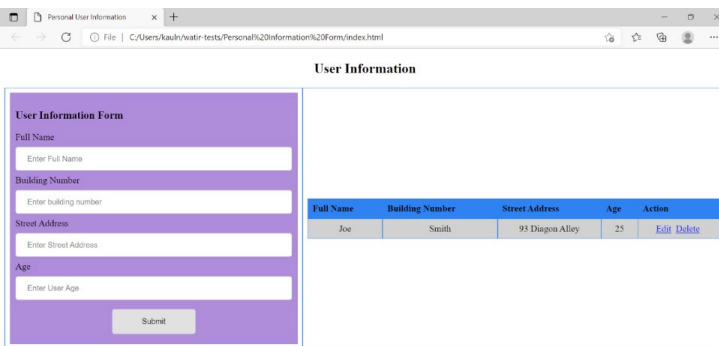 Personal User Information
File | C:/Users/kauln/watir-tests/Personal%20Information%20Form/index.html
User Information
User Information Form
Full Name
Enter Full Name
Building Number
Enter building number
Street Address
Enter Street Address
Age
Enter User Age
Submit
Full Name Building Number Street Address Age Action
Joe Smith 93 Diagon Alley 25 Edit Delete